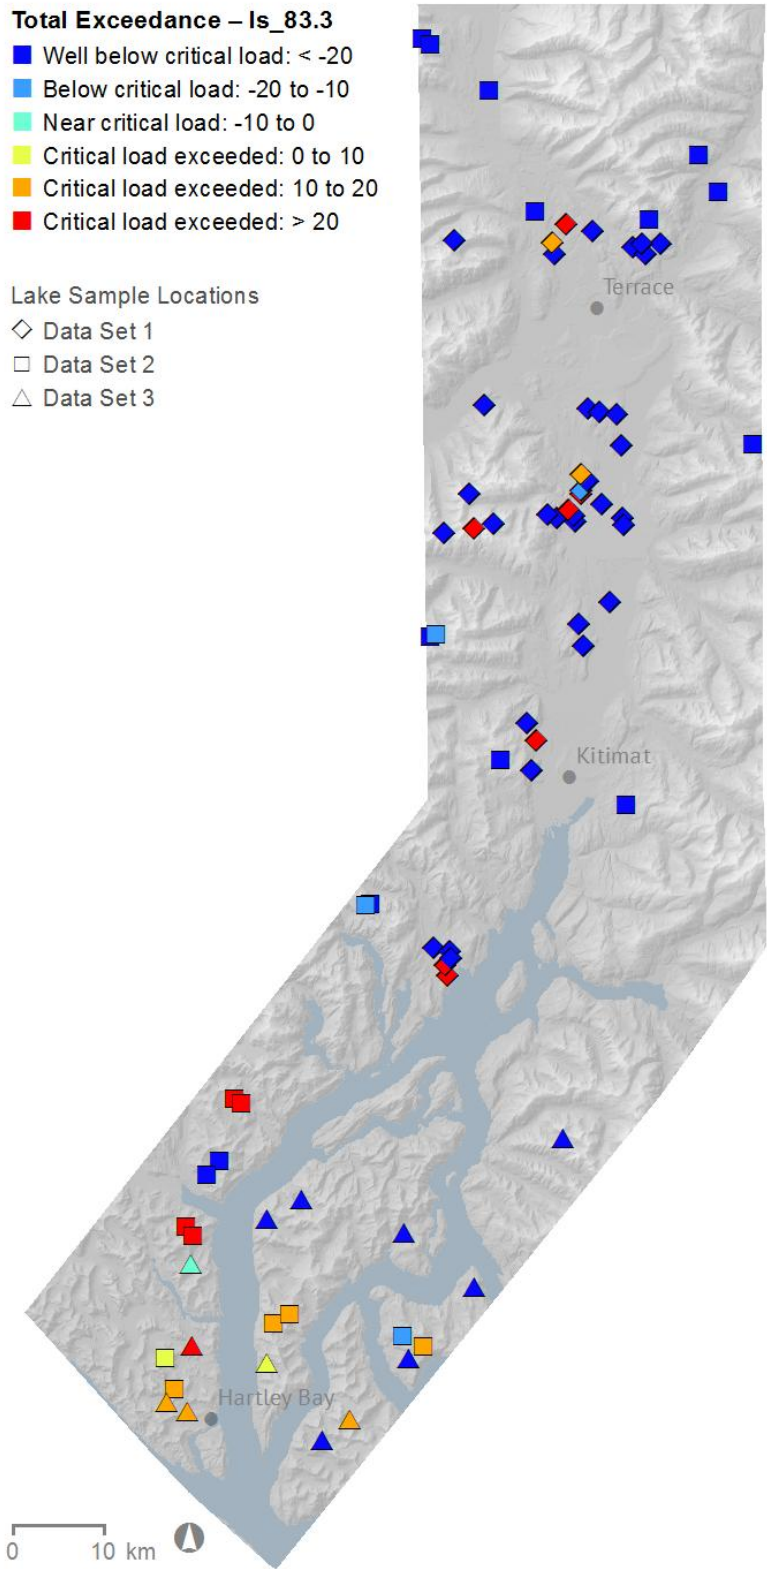 Total Exceedance – Is_83.3
Well below critical load: < -20
Below critical load: -20 to -10
Near critical load: -10 to 0
Critical load exceeded: 0 to 10
Critical load exceeded: 10 to 20
Critical load exceeded: > 20
Lake Sample Locations
Data Set 1
Data Set 2
Data Set 3
Terrace
Kitimat
Hartley Bay
0 10 km